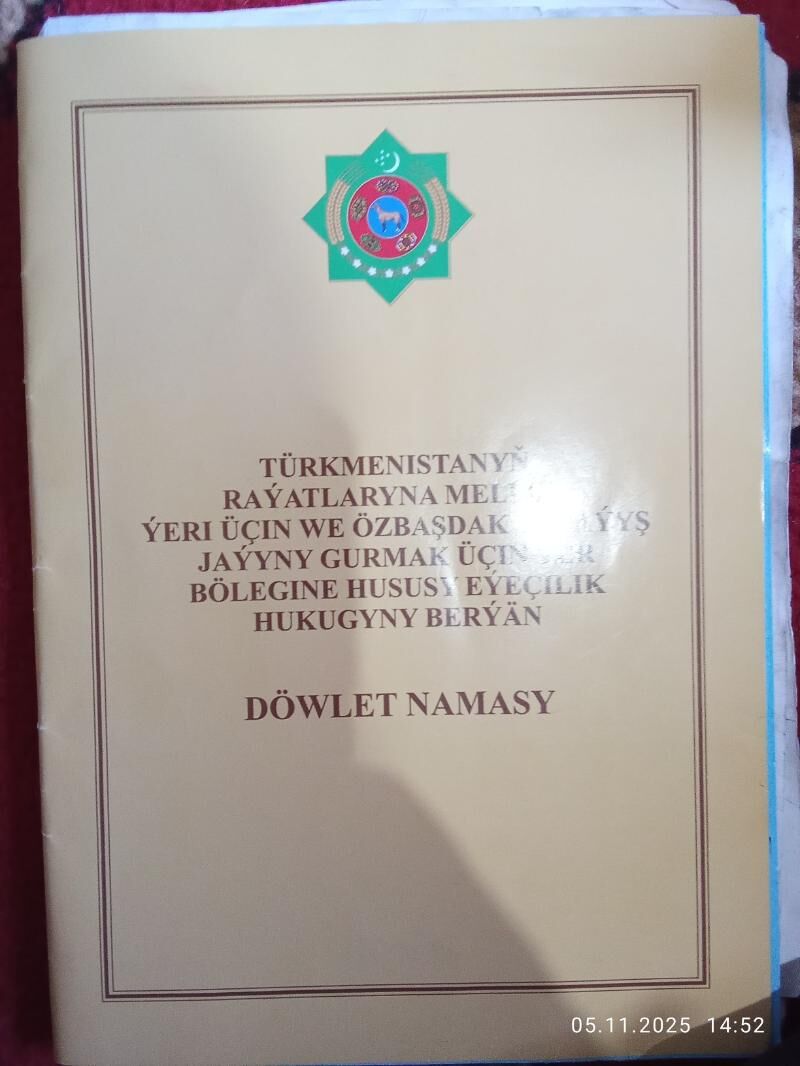 TÜRKMENISTANYŇ
RAÝATLARYNA
ÝERI ÜÇIN WE ÖZBAŞDAK
JAÝYNY GURMAK ÜÇIN ÝER
BÖLEGINE HUSUSY EÝEÇILIK
HUKUGYNY BERÝÄN
DÖWLET NAMASY
05.11.2025 14:52